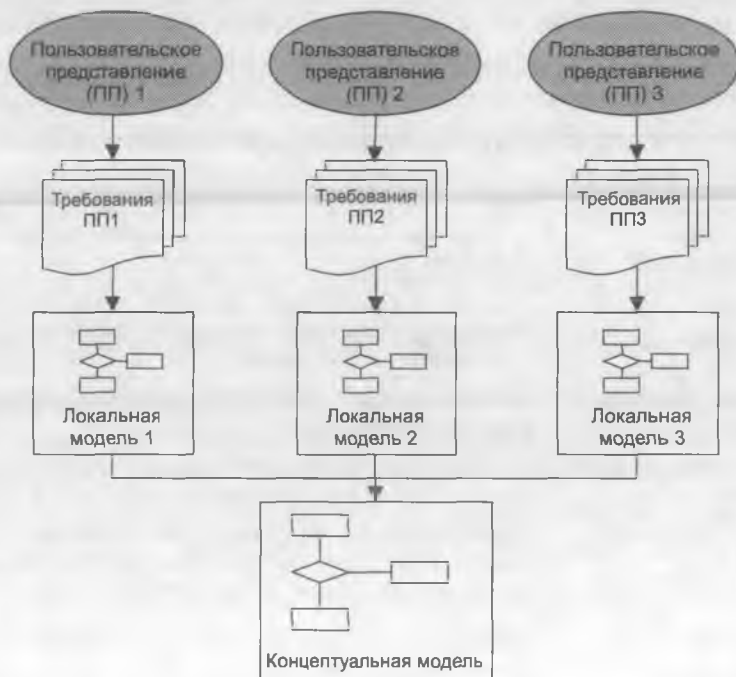 Пользовательское
представление
(ПП) 1
Пользовательское
представление
(ПП) 2
Пользовательское
представление
(ПП) 3
Требования
ПП1
Требования
ПП2
Требования
ПП3
Локальная
модель 1
Локальная
модель 2
Локальная
модель 3
Концептуальная модель